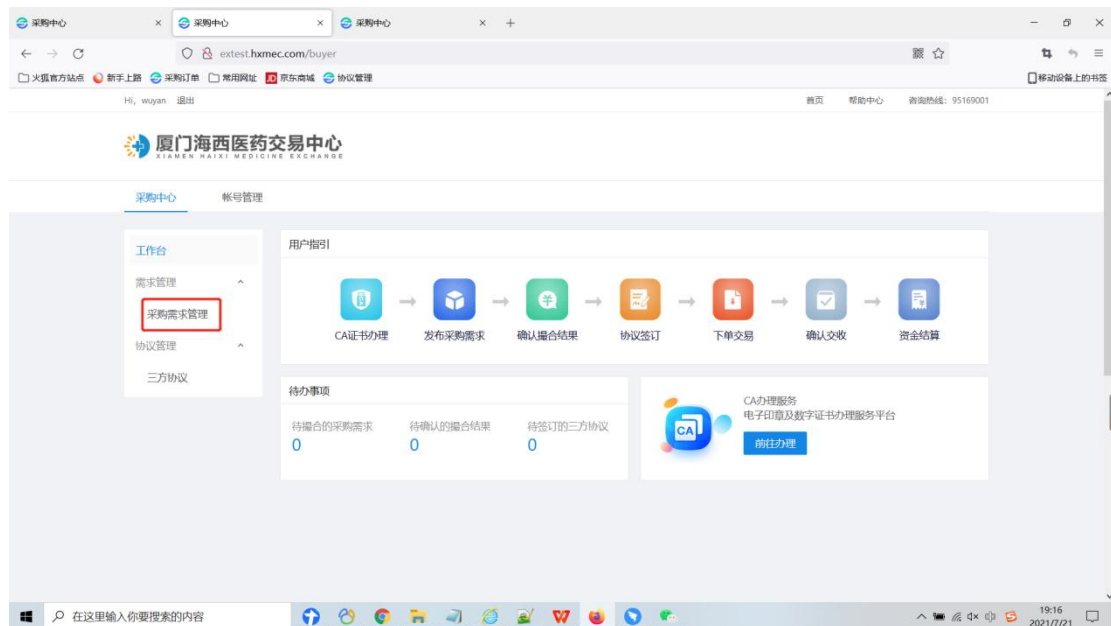 采购中心
采购中心
采购中心
extest.hxmec.com/buyer
火狐官方站点 新手上路 采购订单 常用网址 京东商城 协议管理 移动设备上的书签
Hi, wuyan 退出 首页 帮助中心 咨询热线：95169001
厦门海西医药交易中心
XIAMEN HAIXI MEDICINE EXCHANGE
采购中心 帐号管理
工作台
需求管理
采购需求管理
协议管理
三方协议
用户指引
CA证书办理 发布采购需求 确认撮合结果 协议签订 下单交易 确认交收 资金结算
待办事项
待撮合的采购需求 待确认的撮合结果 待签订的三方协议
0 0 0
CA
CA办理服务
电子印章及数字证书办理服务平台
前往办理
在这里输入你要搜索的内容
19:16
2021/7/21